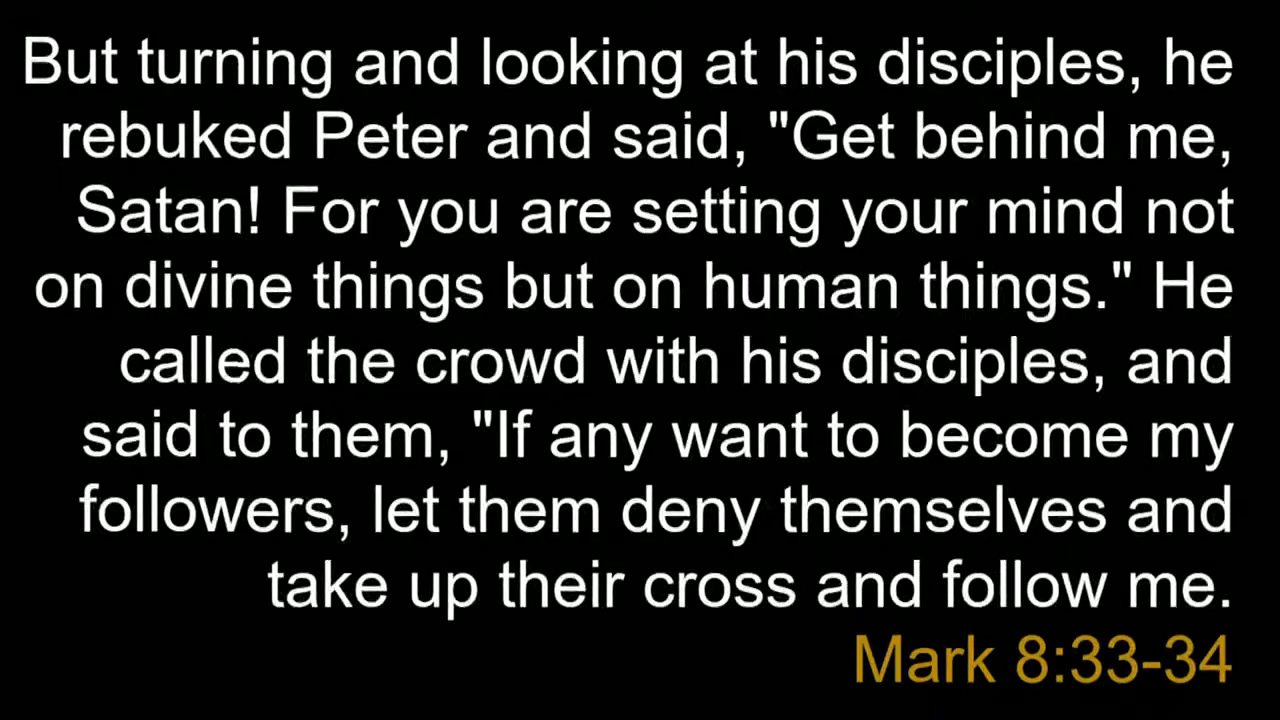 But turning and looking at his disciples, he
rebuked Peter and said, "Get behind me,
Satan! For you are setting your mind not
on divine things but on human things." He
called the crowd with his disciples, and
said to them, "If any want to become my
followers, let them deny themselves and
take up their cross and follow me.
Mark 8:33-34